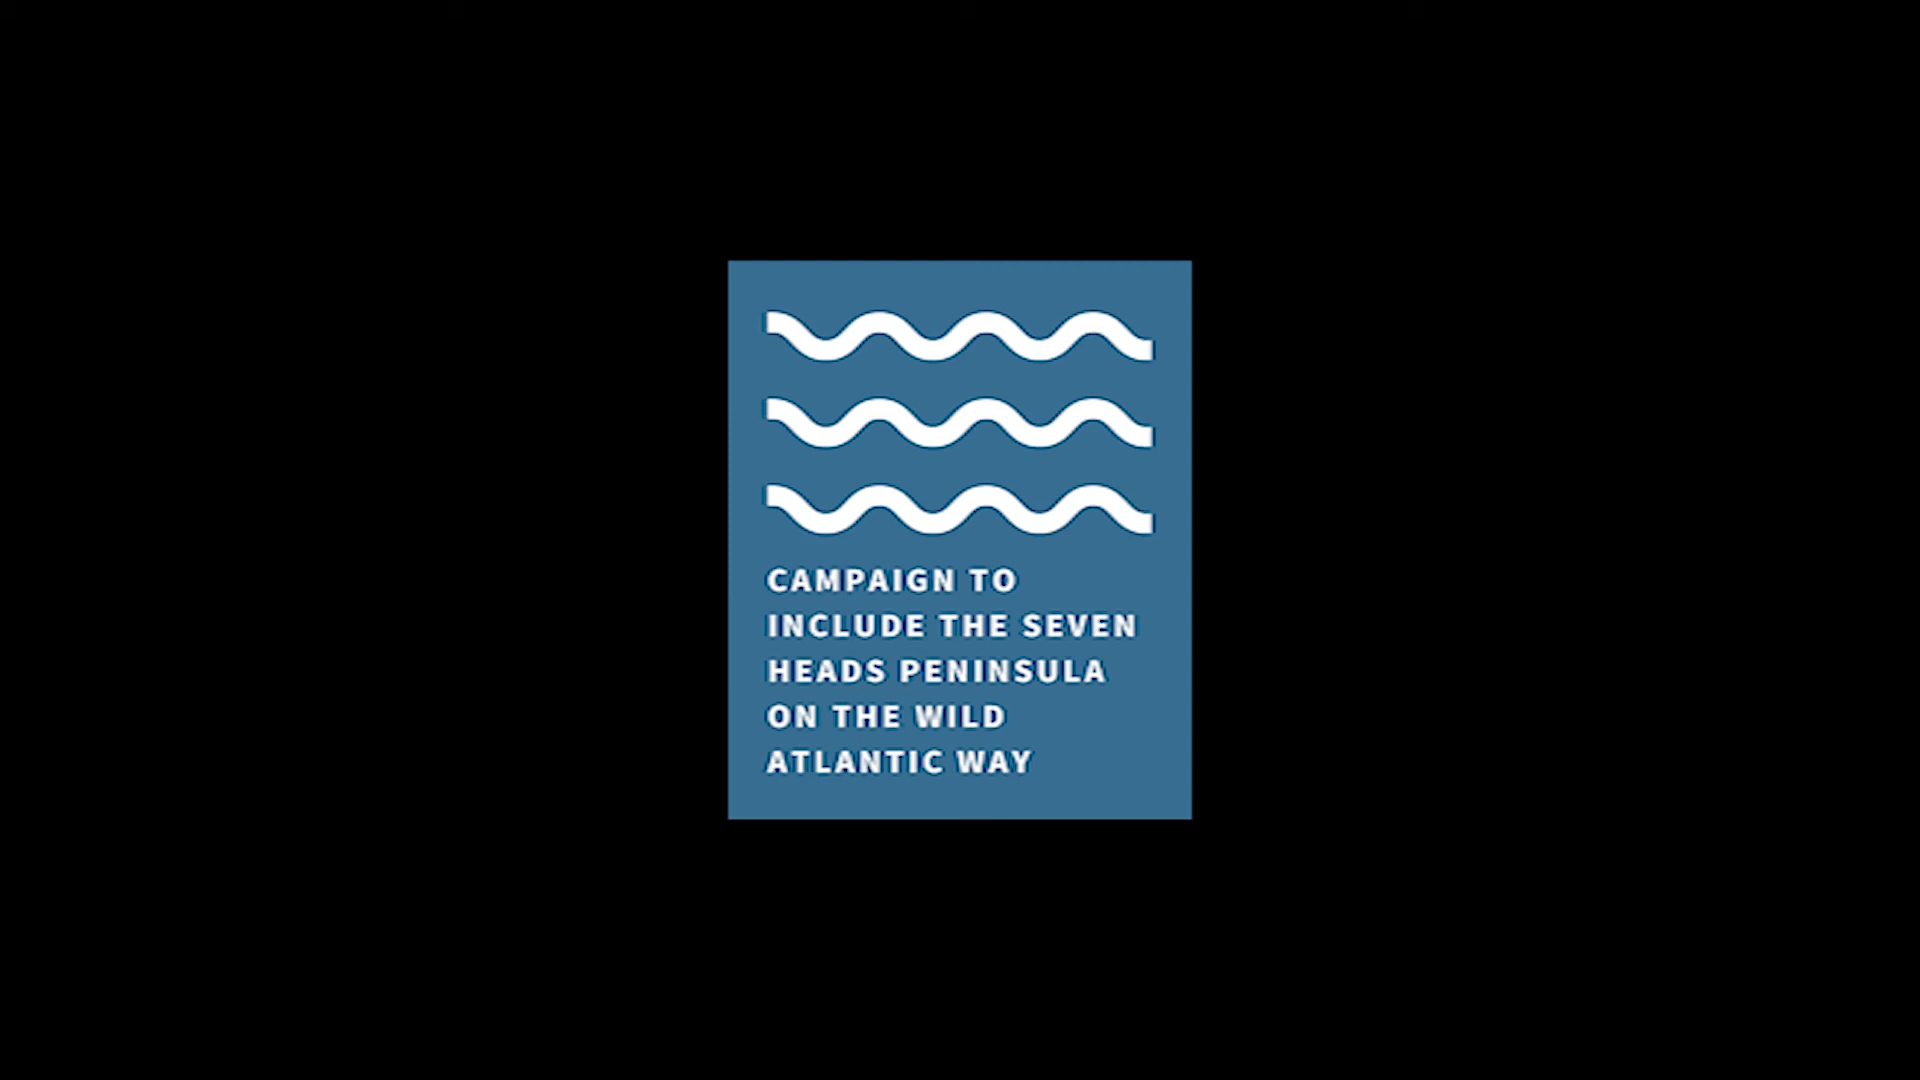 CAMPAIGN TO
INCLUDE THE SEVEN
HEADS PENINSULA
ON THE WILD
ATLANTIC WAY